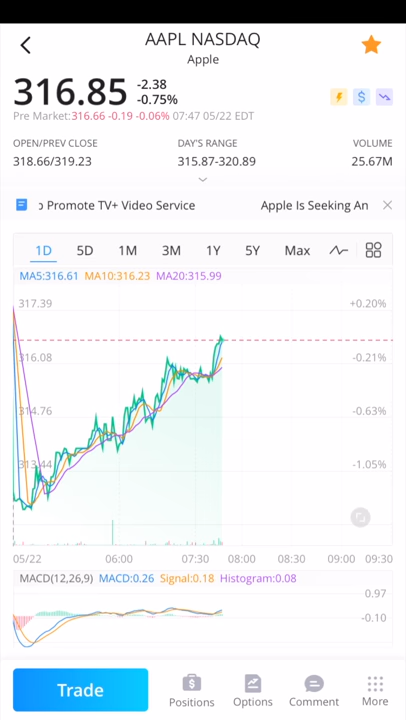 AAPL NASDAQ
Apple
316.85 -2.38
-0.75%
Pre Market:316.66 -0.19 -0.06% 07:47 05/22 EDT
OPEN/PREV CLOSE DAY'S RANGE VOLUME
318.66/319.23 315.87-320.89 25.67M
o Promote TV+ Video Service Apple Is Seeking An
1D 5D 1M 3M 1Y 5Y Max
MA5:316.61 MA10:316.23 MA20:315.99
317.39 +0.20%
316.08 -0.21%
314.76 -0.63%
313.44 -1.05%
05/22 06:00 07:30 08:00 08:30 09:00 09:30
MACD(12,26,9) MACD:0.26 Signal:0.18 Histogram:0.08
0.97
-0.10
Trade Positions Options Comment More